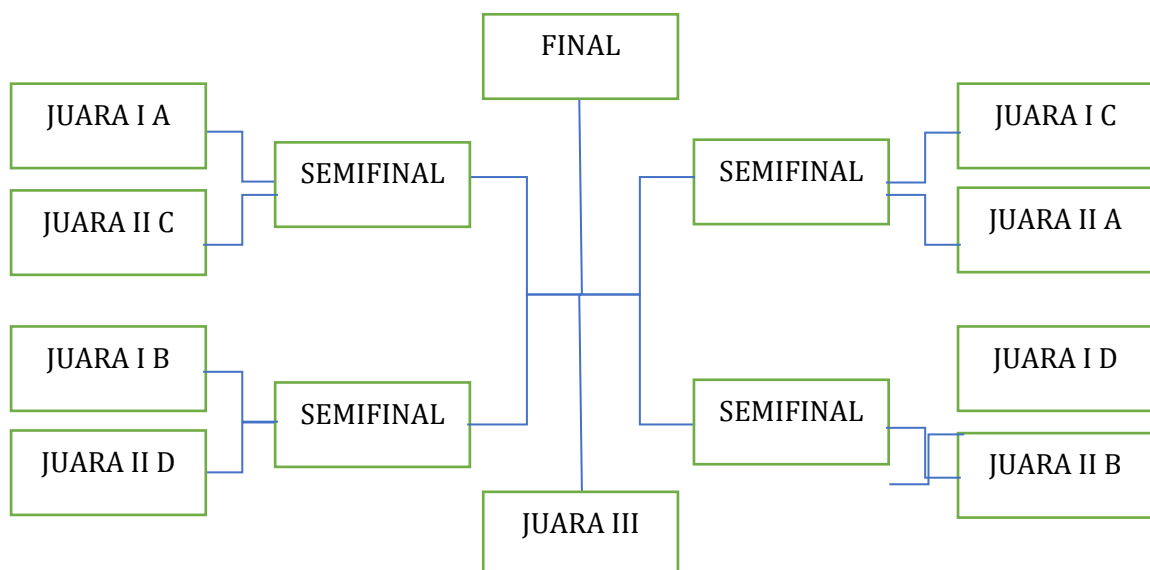 FINAL
JUARA I A
JUARA I C
SEMIFINAL
SEMIFINAL
JUARA II C
JUARA II A
JUARA I B
JUARA I D
SEMIFINAL
SEMIFINAL
JUARA II D
JUARA II B
JUARA III